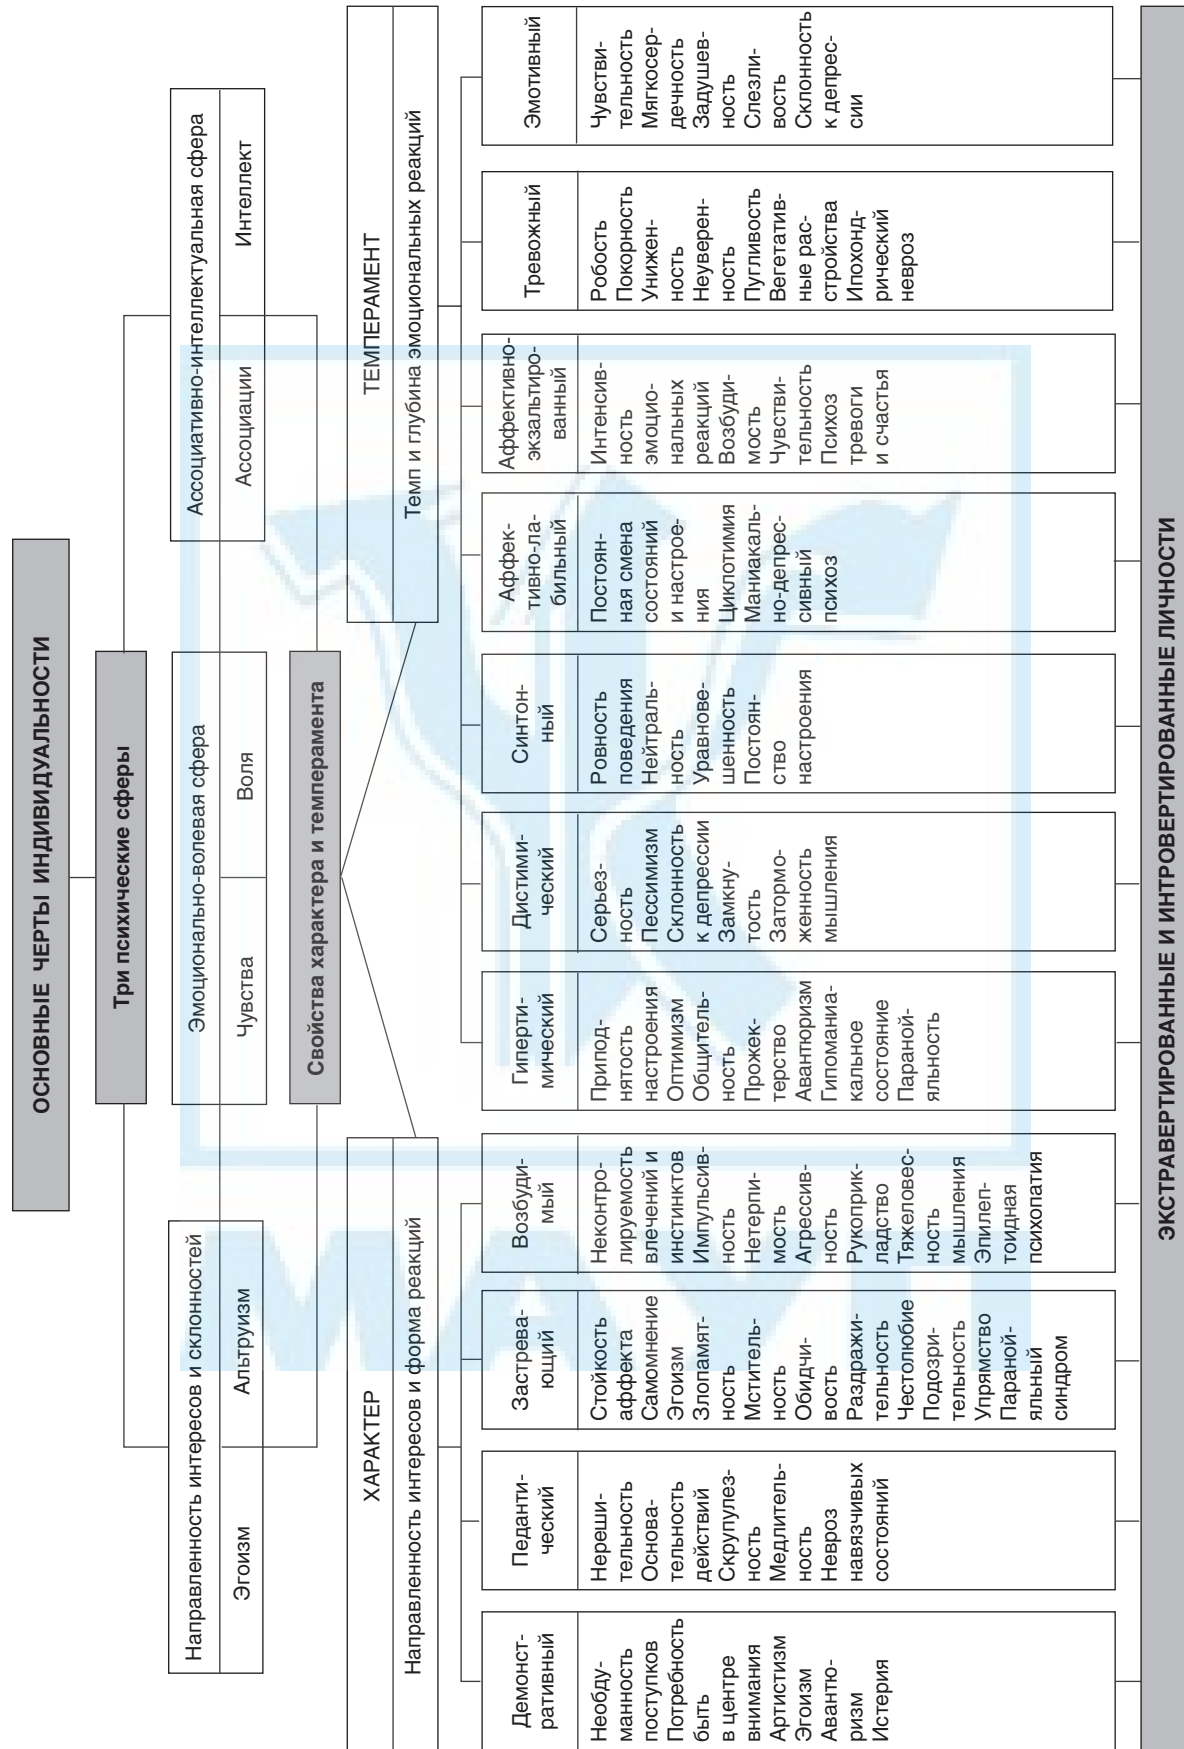 ОСНОВНЫЕ ЧЕРТЫ ИНДИВИДУАЛЬНОСТИ
Три психические сферы
Направленность интересов и склонностей
Эгоизм
Альтруизм
Эмоционально-волевая сфера
Чувства
Воля
Ассоциативно-интеллектуальная сфера
Ассоциации
Интеллект
Свойства характера и темперамента
ХАРАКТЕР
Направленность интересов и форма реакций
ТЕМПЕРАМЕНТ
Темп и глубина эмоциональных реакций
Демонст-
ративный
Необду-
манность
поступков
Потребность
быть
в центре
внимания
Артистизм
Эгоизм
Авантю-
ризм
Истерия
Педанти-
ческий
Нереши-
тельность
Основа-
тельность
действий
Скрупулез-
ность
Медлитель-
ность
Невроз
навязчивых
состояний
Застрева-
ющий
Стойкость
аффекта
Самомнение
Эгоизм
Злопамят-
ность
Мститель-
ность
Обидчи-
вость
Раздражи-
тельность
Честолюбие
Подозри-
тельность
Упрямство
Параной-
яльный
синдром
Возбуди-
мый
Неконтро-
лируемость
влечений и
инстинктов
Импульсив-
ность
Нетерпи-
мость
Агрессив-
ность
Рукоприк-
ладство
Тяжеловес-
ность
мышления
Эпилеп-
тоидная
психопатия
Гиперти-
мический
Припод-
нятость
настроения
Оптимизм
Общитель-
ность
Прожек-
терство
Авантюризм
Гипомания-
кальное
состояние
Параной-
яльность
Дистими-
ческий
Серьез-
ность
Пессимизм
Склонность
к депрессии
Замкну-
тость
Затормо-
женность
мышления
Синтон-
ный
Ровность
поведения
Нейтраль-
ность
Уравнове-
шенность
Постоян-
ство
настроения
Аффек-
тивно-ла-
бильный
Постоян-
ная смена
состояний
и настрое-
ния
Циклотимия
Маниакаль-
но-депрес-
сивный
психоз
Аффективно-
экзальтиро-
ванный
Интенсив-
ность
эмоцио-
нальных
реакций
Возбуди-
мость
Чувстви-
тельность
Психоз
тревоги
и счастья
Тревожный
Робость
Покорность
Унижен-
ность
Неуверен-
ность
Пугливость
Вегетатив-
ные рас-
стройства
Ипохонд-
рический
невроз
Эмотивный
Чувстви-
тельность
Мягкосер-
дечность
Задушев-
ность
Слезли-
вость
Склонность
к депрес-
сии
ЭКСТРАВЕРТИРОВАННЫЕ И ИНТРОВЕРТИРОВАННЫЕ ЛИЧНОСТИ
МАУП